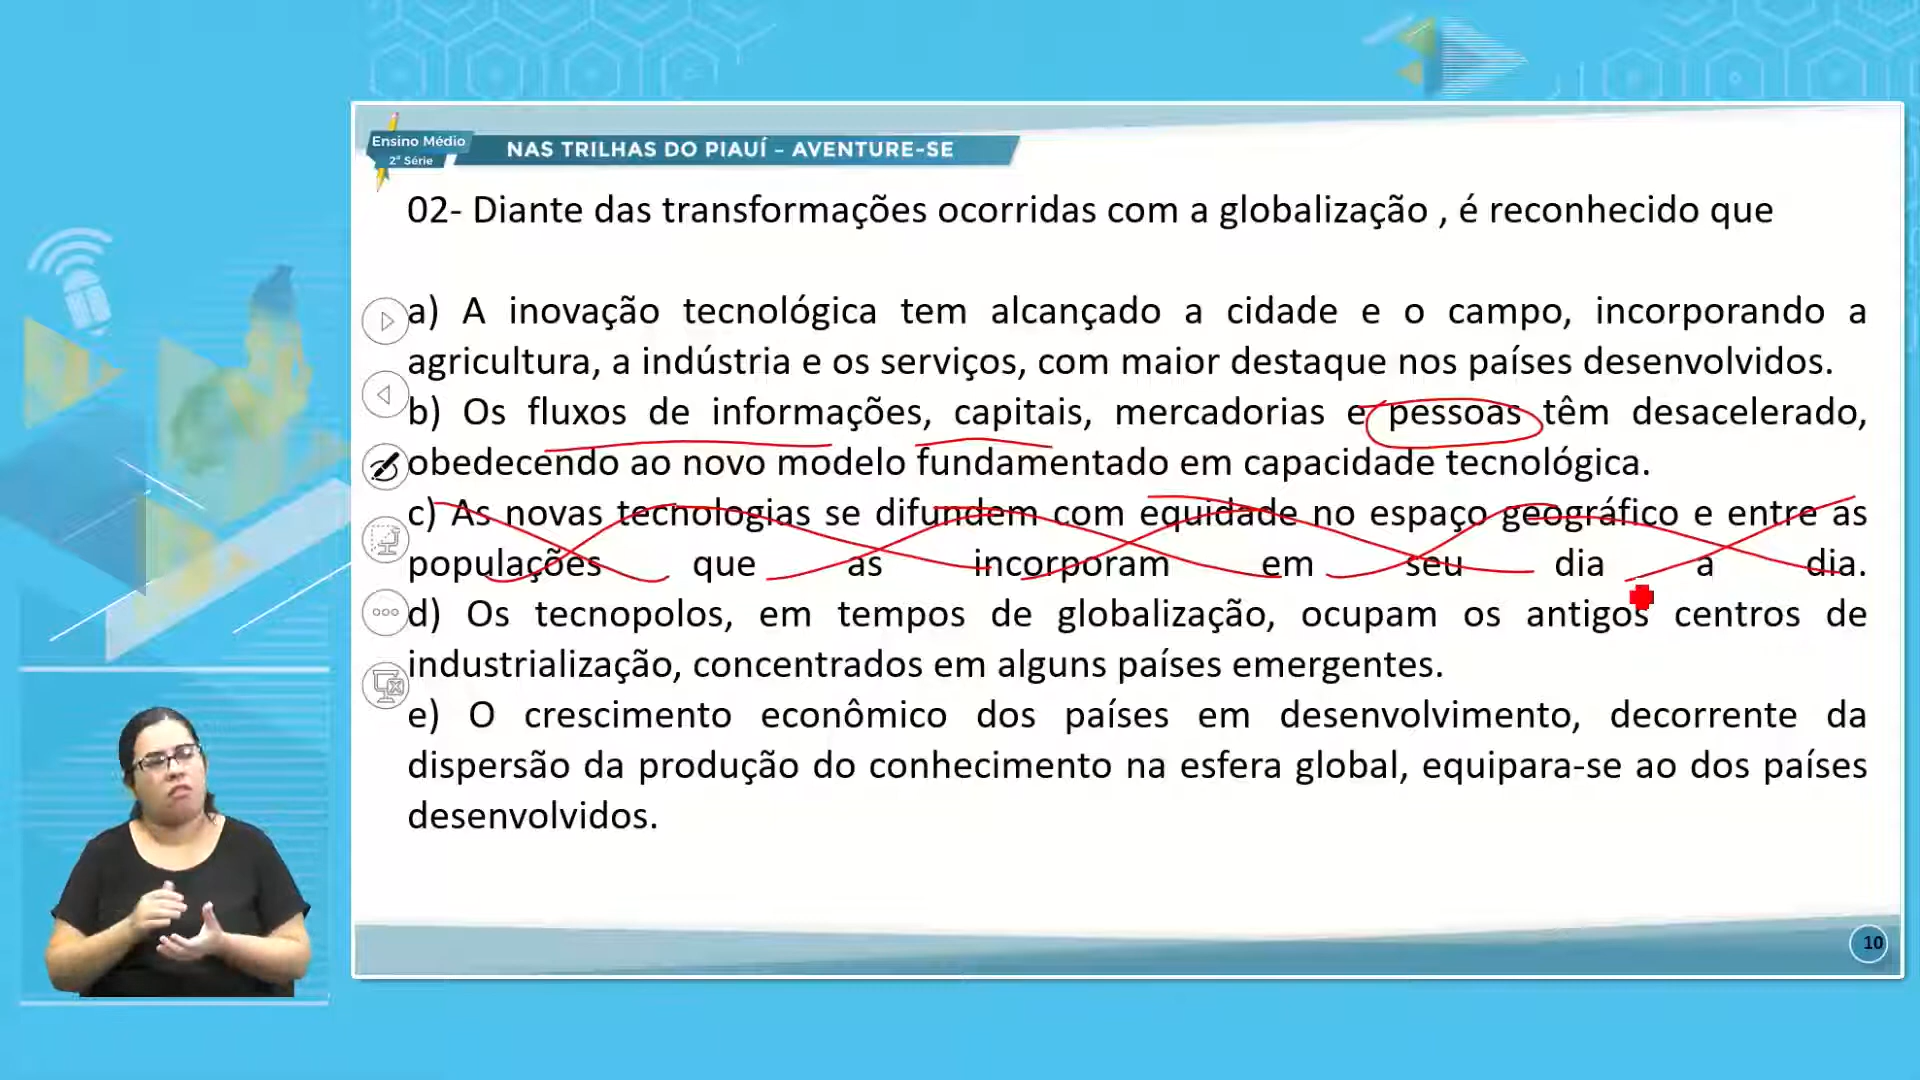 Ensino Médio
2ª Série
NAS TRILHAS DO PIAUÍ – AVENTURE-SE
02- Diante das transformações ocorridas com a globalização , é reconhecido que
a) A inovação tecnológica tem alcançado a cidade e o campo, incorporando a
agricultura, a indústria e os serviços, com maior destaque nos países desenvolvidos.
b) Os fluxos de informações, capitais, mercadorias e pessoas têm desacelerado,
obedecendo ao novo modelo fundamentado em capacidade tecnológica.
c) As novas tecnologias se difundem com equidade no espaço geográfico e entre as
populações que as incorporam em seu dia a dia.
d) Os tecnopolos, em tempos de globalização, ocupam os antigos centros de
industrialização, concentrados em alguns países emergentes.
e) O crescimento econômico dos países em desenvolvimento, decorrente da
dispersão da produção do conhecimento na esfera global, equipara-se ao dos países
desenvolvidos.
10